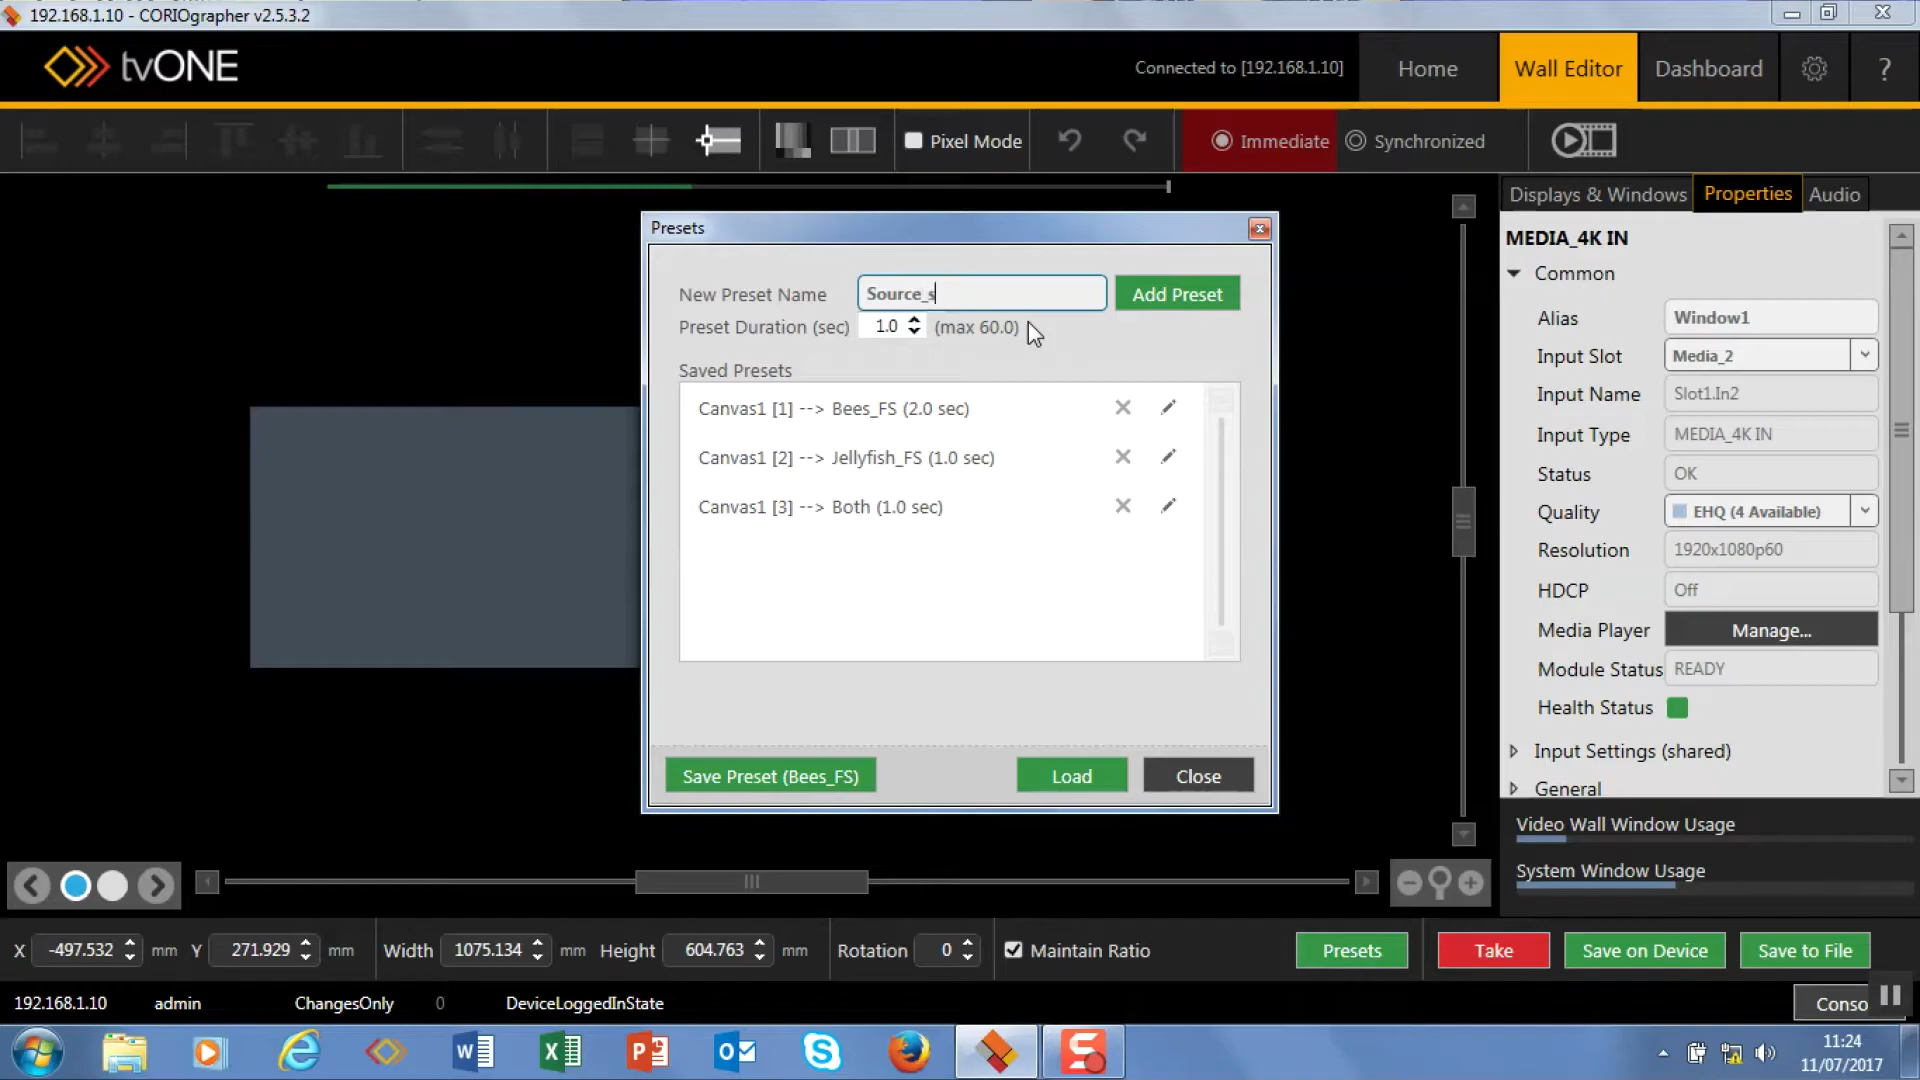 192.168.1.10 - CORIOgrapher v2.5.3.2
tvONE
Connected to [192.168.1.10]
Home
Wall Editor
Dashboard
?
Pixel Mode
Immediate
Synchronized
Displays & Windows
Properties
Audio
Presets
New Preset Name
Source_s
Add Preset
Preset Duration (sec)
1.0
(max 60.0)
Saved Presets
Canvas1 [1] --> Bees_FS (2.0 sec)
Canvas1 [2] --> Jellyfish_FS (1.0 sec)
Canvas1 [3] --> Both (1.0 sec)
Save Preset (Bees_FS)
Load
Close
MEDIA_4K IN
Common
Alias
Window1
Input Slot
Media_2
Input Name
Slot1.In2
Input Type
MEDIA_4K IN
Status
OK
Quality
EHQ (4 Available)
Resolution
1920x1080p60
HDCP
Off
Media Player
Manage...
Module Status
READY
Health Status
Input Settings (shared)
General
Video Wall Window Usage
System Window Usage
X -497.532 mm Y 271.929 mm Width 1075.134 mm Height 604.763 mm Rotation 0 Maintain Ratio
Presets
Take
Save on Device
Save to File
192.168.1.10 admin ChangesOnly 0 DeviceLoggedInState
Conso
11:24
11/07/2017